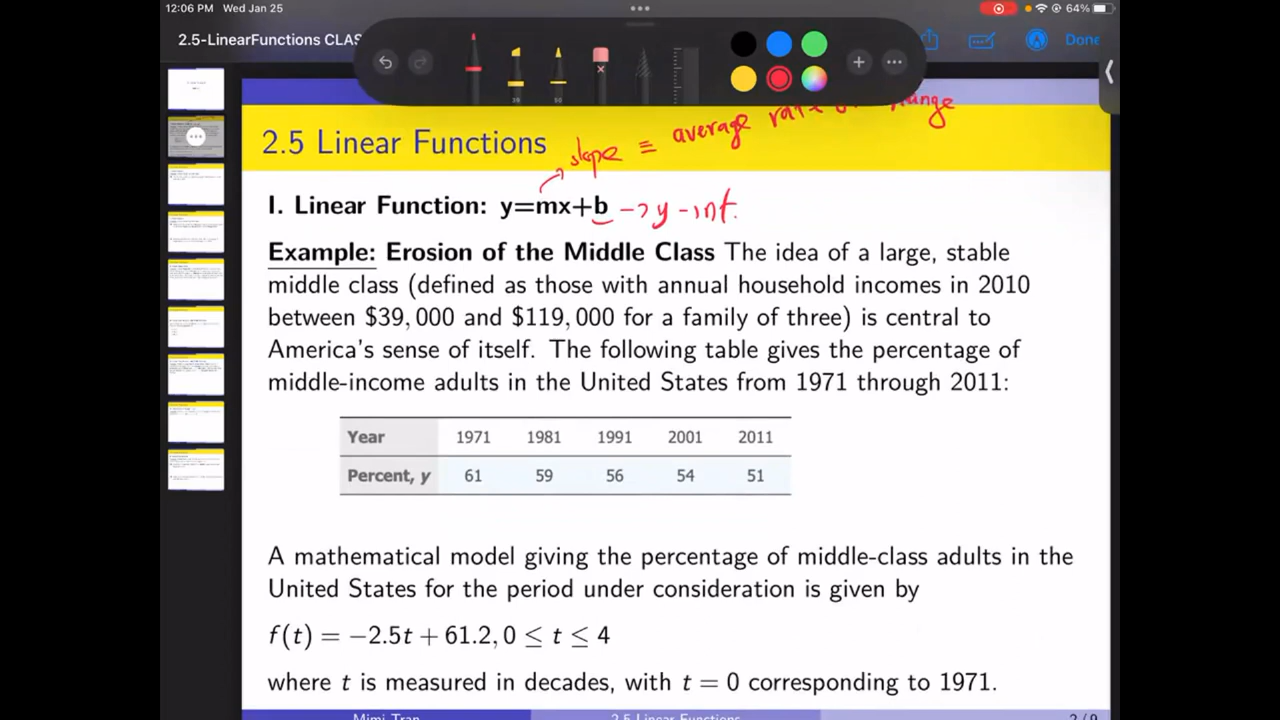 12:06 PM Wed Jan 25
64%
2.5-LinearFunctions CLAS
Done
2.5 Linear Functions
slope ≡ average rate of change
I. Linear Function: y=mx+b → y-int.
Example: Erosion of the Middle Class The idea of a large, stable
middle class (defined as those with annual household incomes in 2010
between $39,000 and $119,000 for a family of three) is central to
America's sense of itself. The following table gives the percentage of
middle-income adults in the United States from 1971 through 2011:
Year 1971 1981 1991 2001 2011
Percent, y 61 59 56 54 51
A mathematical model giving the percentage of middle-class adults in the
United States for the period under consideration is given by
f(t) = −2.5t + 61.2, 0 ≤ t ≤ 4
where t is measured in decades, with t = 0 corresponding to 1971.
Mimi Tran 2.5 Linear Functions 2 / 9